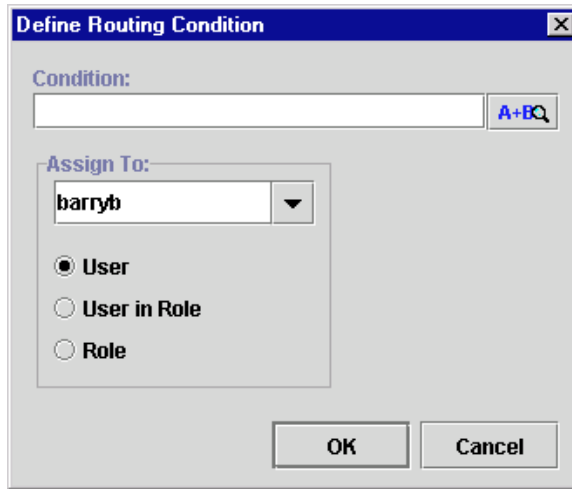 Define Routing Condition
Condition:
A+B
Assign To:
barryb
User
User in Role
Role
OK
Cancel